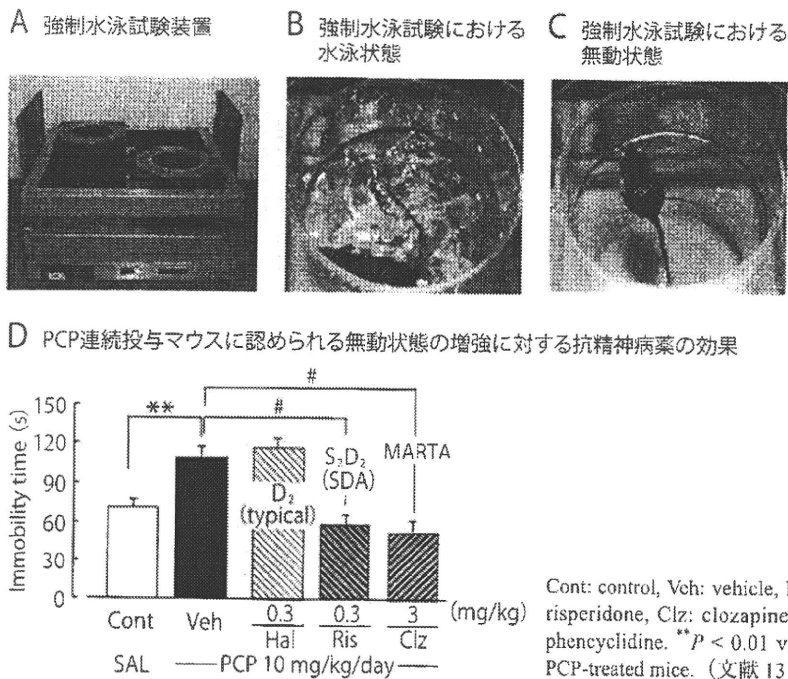 A 強制水泳試験装置
B 強制水泳試験における
水泳状態
C 強制水泳試験における
無動状態
D PCP連続投与マウスに認められる無動状態の増強に対する抗精神病薬の効果
Immobility time (s)
150
120
90
60
30
0
**
#
#
D₂
(typical)
S₂D₂
(SDA)
MARTA
Cont
Veh
0.3
0.3
3
(mg/kg)
Hal
Ris
Clz
SAL
PCP 10 mg/kg/day
Cont: control, Veh: vehicle,
risperidone, Clz: clozapine
phencyclidine. **P < 0.01 v
PCP-treated mice. (文献 13